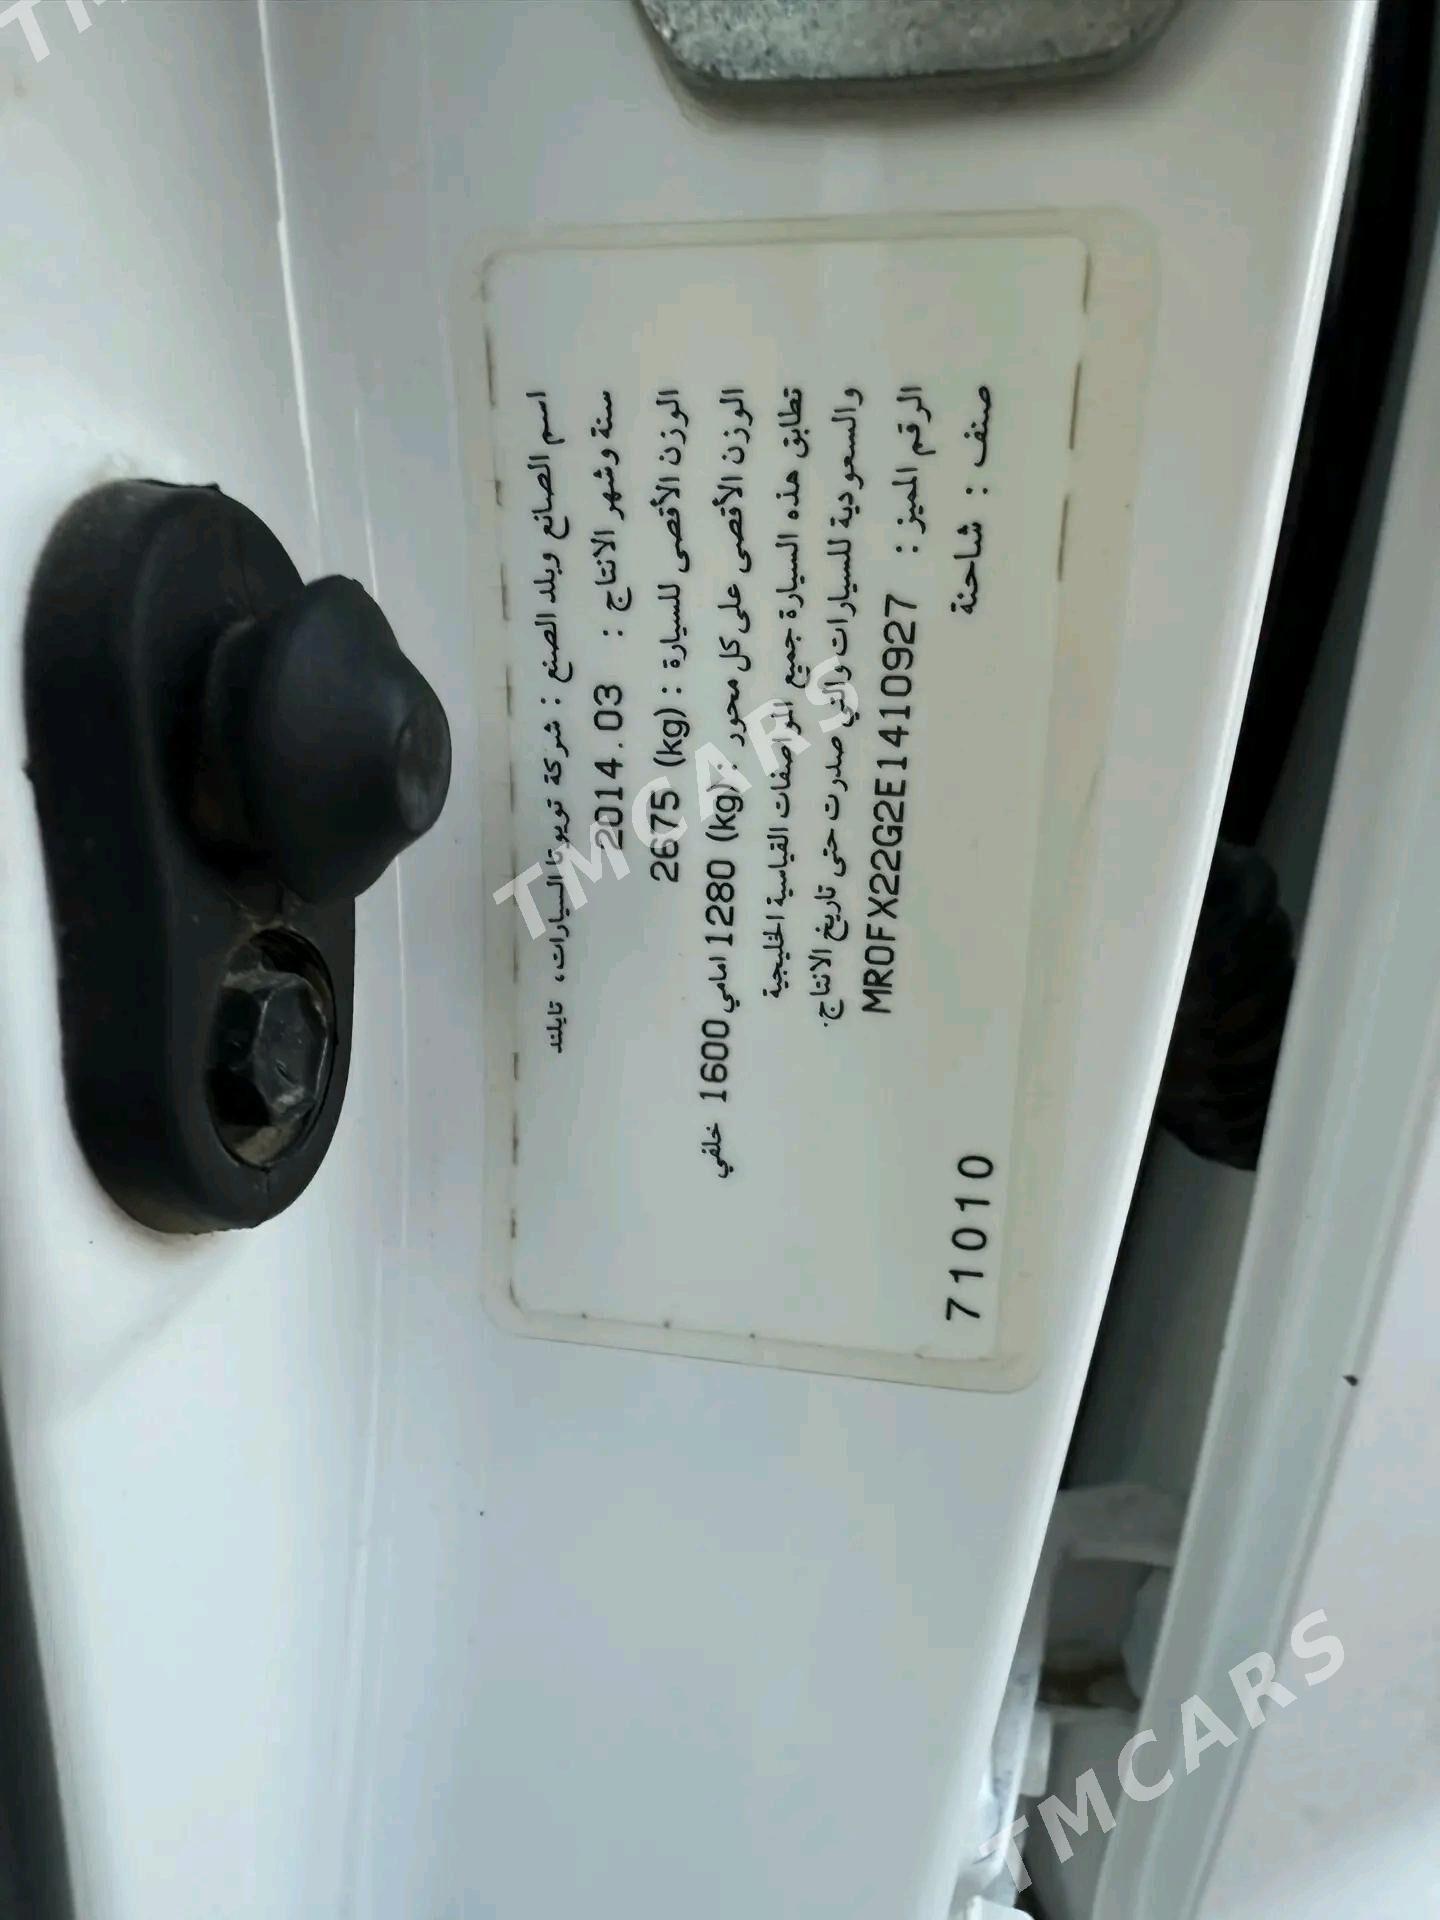 اسم الصانع وبلد الصنع : شركة تويوتا للسيارات، تايلند
سنة وشهر الانتاج : 2014.03
الوزن الأقصى للسيارة : (kg) 2675
الوزن الأقصى على كل محور : (kg) 1280 امامي 1600 خلفي
تطابق هذه السيارة جميع المواصفات القياسية الخليجية
والسعودية للسيارات والتي صدرت حتى تاريخ الانتاج.
الرقم المميز : MR0FX22G2E1410927
صنف : شاحنة 71010
TMCARS
TMCARS